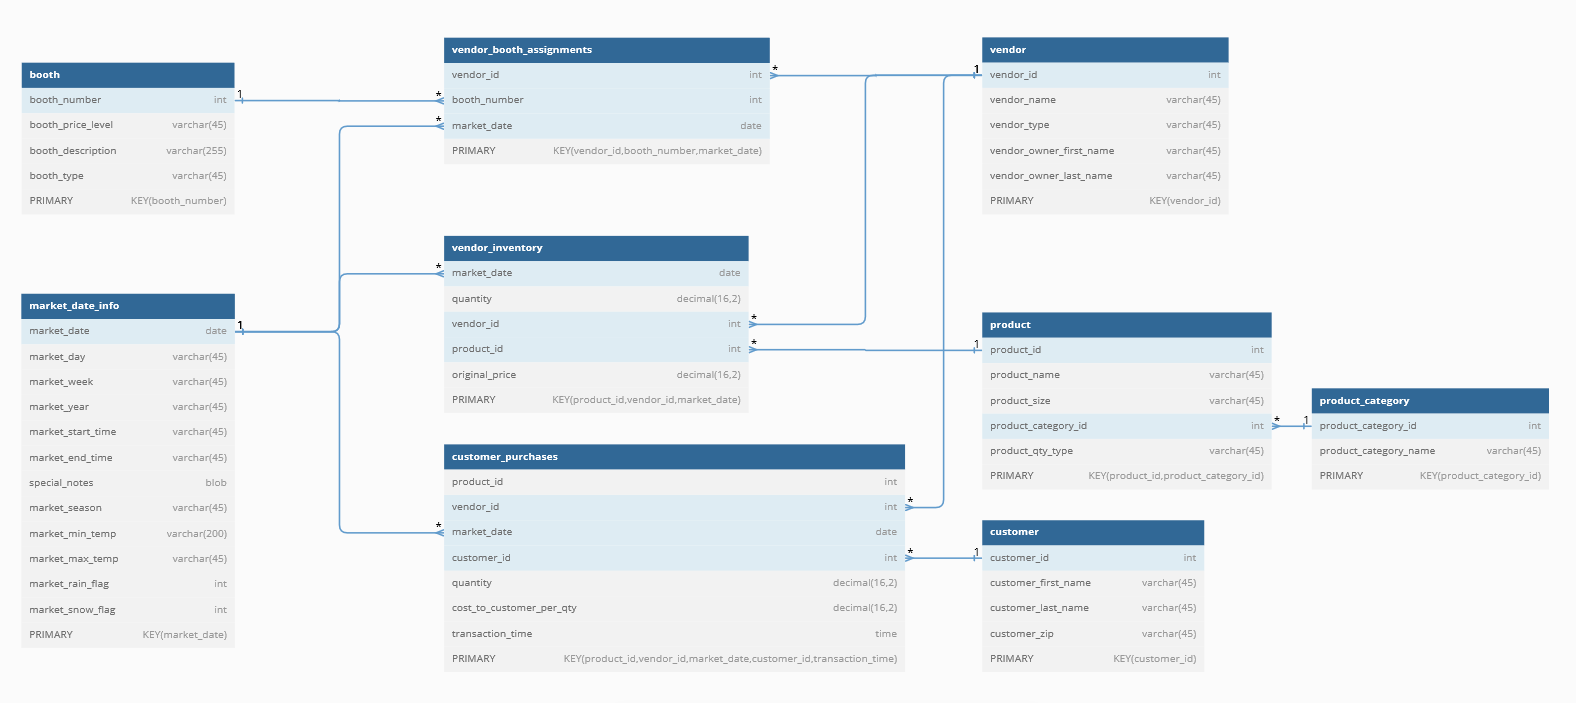 booth
booth_number int
booth_price_level varchar(45)
booth_description varchar(255)
booth_type varchar(45)
PRIMARY KEY(booth_number)
1
*
vendor_booth_assignments
vendor_id int
booth_number int
market_date date
PRIMARY KEY(vendor_id,booth_number,market_date)
*
*
1
vendor
vendor_id int
vendor_name varchar(45)
vendor_type varchar(45)
vendor_owner_first_name varchar(45)
vendor_owner_last_name varchar(45)
PRIMARY KEY(vendor_id)
market_date_info
market_date date
market_day varchar(45)
market_week varchar(45)
market_year varchar(45)
market_start_time varchar(45)
market_end_time varchar(45)
special_notes blob
market_season varchar(45)
market_min_temp varchar(200)
market_max_temp varchar(45)
market_rain_flag int
market_snow_flag int
PRIMARY KEY(market_date)
1
*
vendor_inventory
market_date date
quantity decimal(16,2)
vendor_id int
product_id int
original_price decimal(16,2)
PRIMARY KEY(product_id,vendor_id,market_date)
*
*
1
product
product_id int
product_name varchar(45)
product_size varchar(45)
product_category_id int
product_qty_type varchar(45)
PRIMARY KEY(product_id,product_category_id)
*
1
product_category
product_category_id int
product_category_name varchar(45)
PRIMARY KEY(product_category_id)
*
customer_purchases
product_id int
vendor_id int
market_date date
customer_id int
quantity decimal(16,2)
cost_to_customer_per_qty decimal(16,2)
transaction_time time
PRIMARY KEY(product_id,vendor_id,market_date,customer_id,transaction_time)
*
*
1
customer
customer_id int
customer_first_name varchar(45)
customer_last_name varchar(45)
customer_zip varchar(45)
PRIMARY KEY(customer_id)